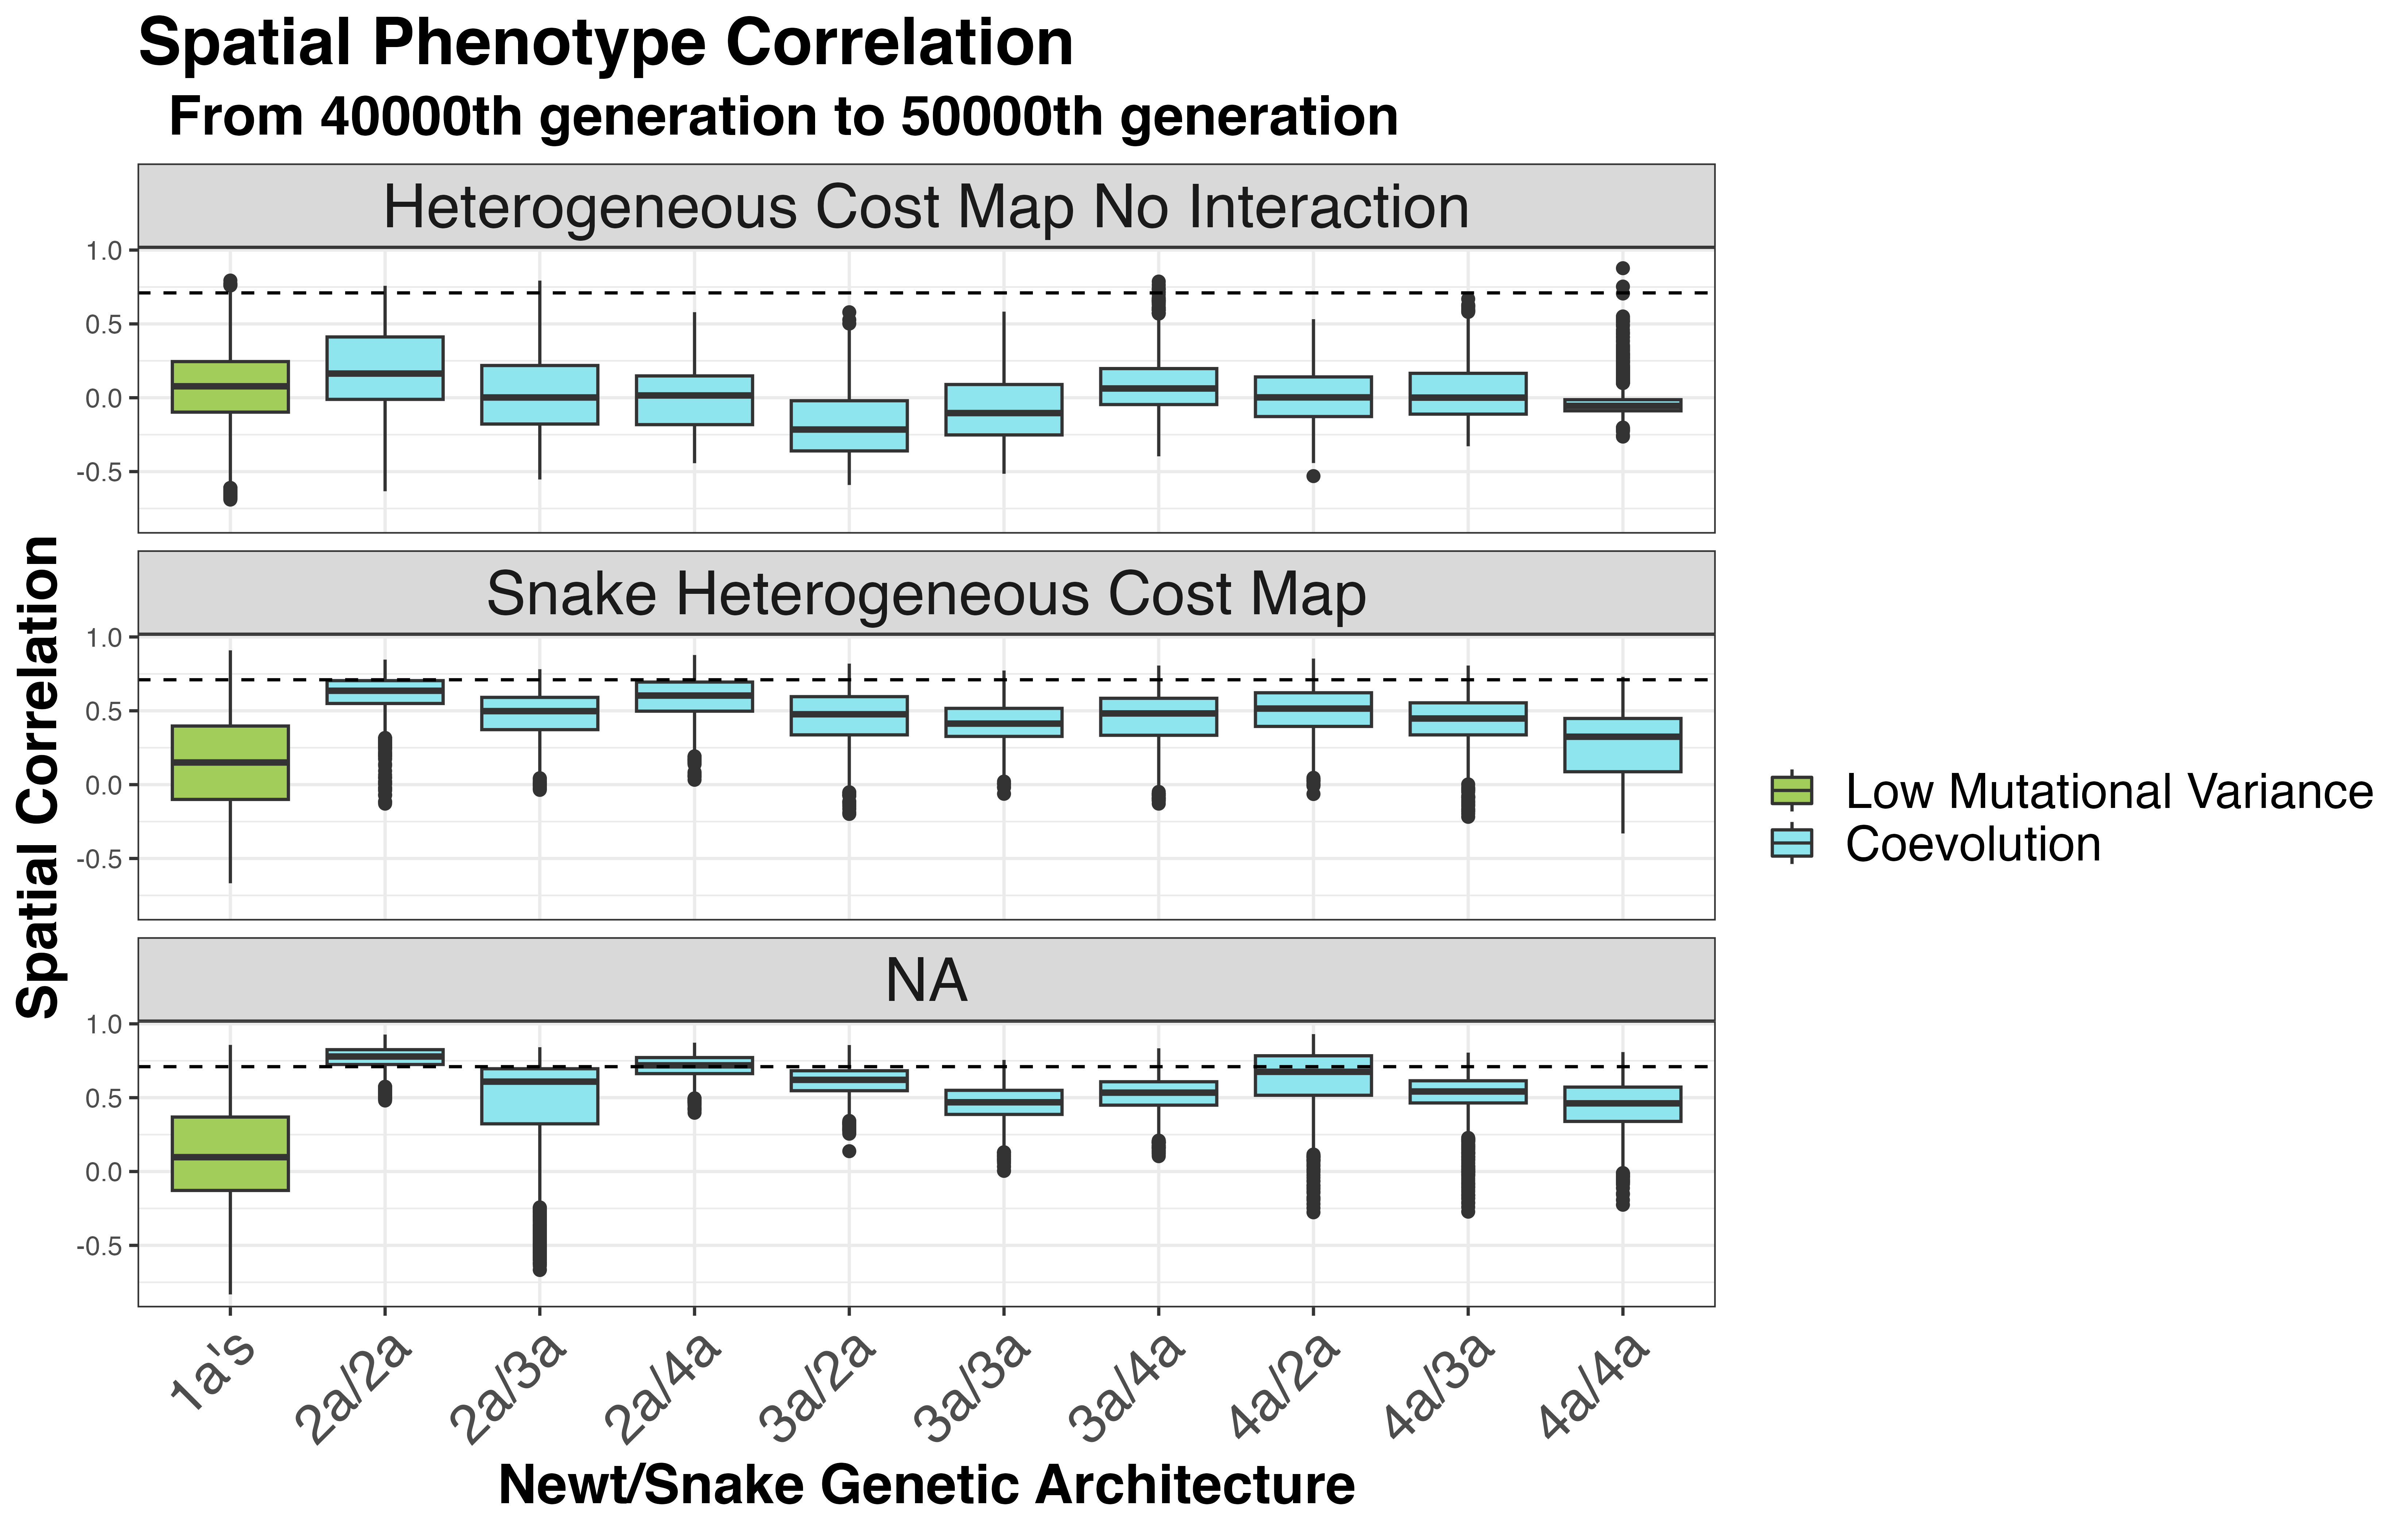 Spatial Phenotype Correlation
From 40000th generation to 50000th generation
Heterogeneous Cost Map No Interaction
1.0
0.5
0.0
-0.5
Snake Heterogeneous Cost Map
1.0
0.5
0.0
-0.5
NA
1.0
0.5
0.0
-0.5
Spatial Correlation
1a's
2a/2a
2a/3a
2a/4a
3a/2a
3a/3a
3a/4a
4a/2a
4a/3a
4a/4a
Newt/Snake Genetic Architecture
Low Mutational Variance
Coevolution